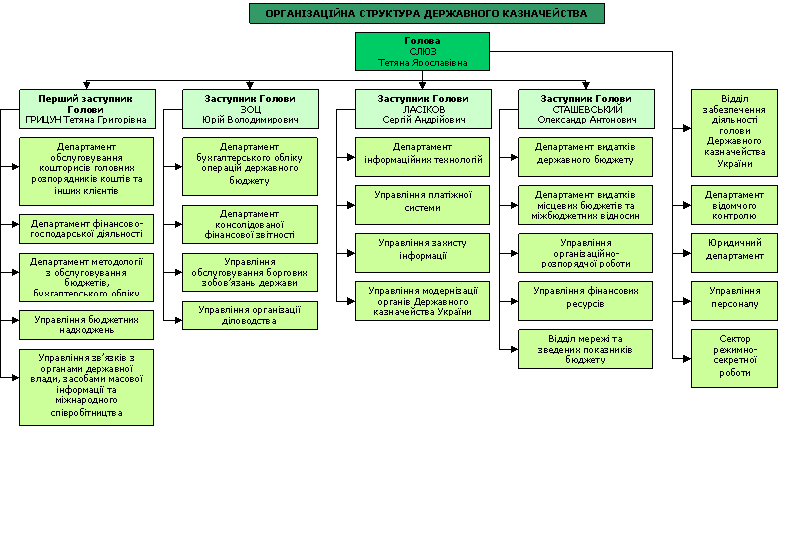 ОРГАНІЗАЦІЙНА СТРУКТУРА ДЕРЖАВНОГО КАЗНАЧЕЙСТВА
Голова
СЛЮЗ
Тетяна Ярославівна
Перший заступник
Голови
ГРИЦУН Тетяна Григорівна
Департамент
обслуговування
кошторисів головних
розпорядників коштів та
інших клієнтів
Департамент фінансово-
господарської діяльності
Департамент методології
з обслуговування
бюджетів,
бухгалтерського обліку
Управління бюджетних
надходжень
Управління зв’язків з
органами державної
влади, засобами масової
інформації та
міжнародного
співробітництва
Заступник Голови
ЗОЦ
Юрій Володимирович
Департамент
бухгалтерського обліку
операцій державного
бюджету
Департамент
консолідованої
фінансової звітності
Управління
обслуговування боргових
зобов’язань держави
Управління організації
діловодства
Заступник Голови
ЛАСІКОВ
Сергій Андрійович
Департамент
інформаційних технологій
Управління платіжної
системи
Управління захисту
інформації
Управління модернізації
органів Державного
казначейства України
Заступник Голови
СТАШЕВСЬКИЙ
Олександр Антонович
Департамент видатків
державного бюджету
Департамент видатків
місцевих бюджетів та
міжбюджетних відносин
Управління
організаційно-
розпорядчої роботи
Управління фінансових
ресурсів
Відділ мережі та
зведених показників
бюджету
Відділ
забезпечення
діяльності
голови
Державного
казначейства
України
Департамент
відомчого
контролю
Юридичний
департамент
Управління
персоналу
Сектор
режимно-
секретної
роботи